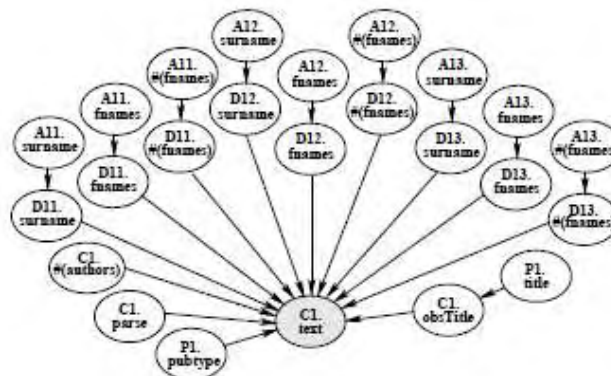 A12.
surname
A12.
#(fnames)
A11.
#(fnames)
A12.
fnames
A13.
surname
A11.
fnames
D12.
surname
D12.
#(fnames)
A13.
fnames
A11.
surname
D11.
#(fnames)
D12.
fnames
D13.
surname
A13.
#(fnames)
D11.
fnames
D13.
fnames
D11.
surname
D13.
#(fnames)
C1.
#(authors)
P1.
title
C1.
parse
C1.
text
C1.
obsTitle
P1.
pubtype